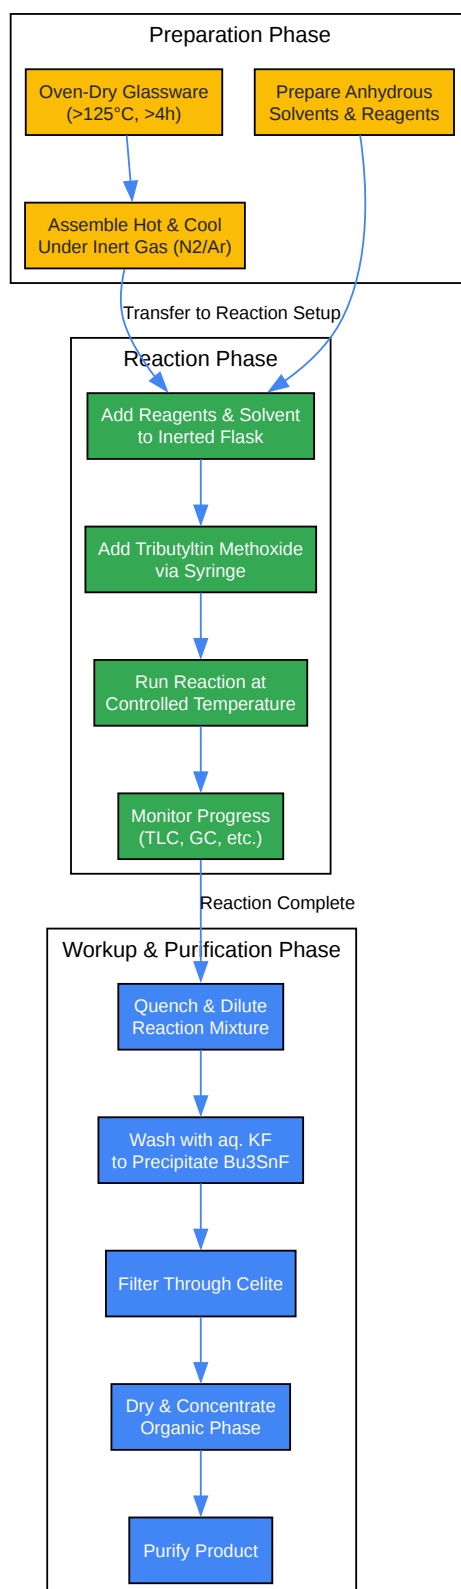 Preparation Phase
Oven-Dry Glassware
(>125°C, >4h)
Prepare Anhydrous
Solvents & Reagents
Assemble Hot & Cool
Under Inert Gas (N2/Ar)
Transfer to Reaction Setup
Reaction Phase
Add Reagents & Solvent
to Inerted Flask
Add Tributyltin Methoxide
via Syringe
Run Reaction at
Controlled Temperature
Monitor Progress
(TLC, GC, etc.)
Reaction Complete
Workup & Purification Phase
Quench & Dilute
Reaction Mixture
Wash with aq. KF
to Precipitate Bu3SnF
Filter Through Celite
Dry & Concentrate
Organic Phase
Purify Product